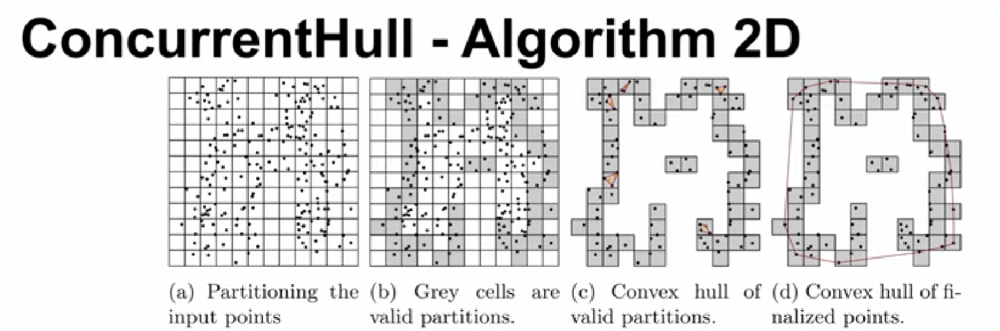 ConcurrentHull - Algorithm 2D
(a) Partitioning the
input points
(b) Grey cells are
valid partitions.
(c) Convex hull of
valid partitions.
(d) Convex hull of fi-
nalized points.